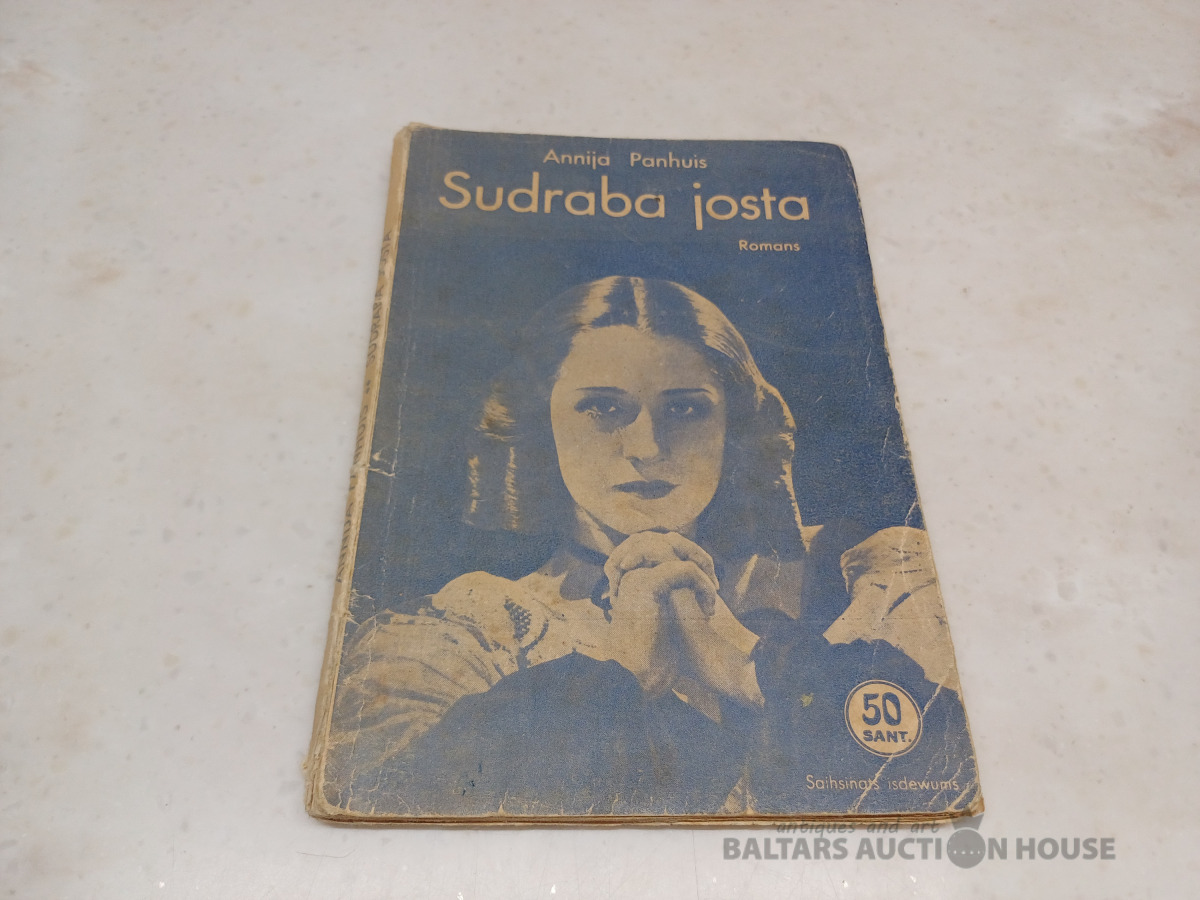 Annija Panhuis
Sudraba josta
Romans
50
SANT.
Saihsinats isdewums
antiques and art
BALTARS AUCTION HOUSE